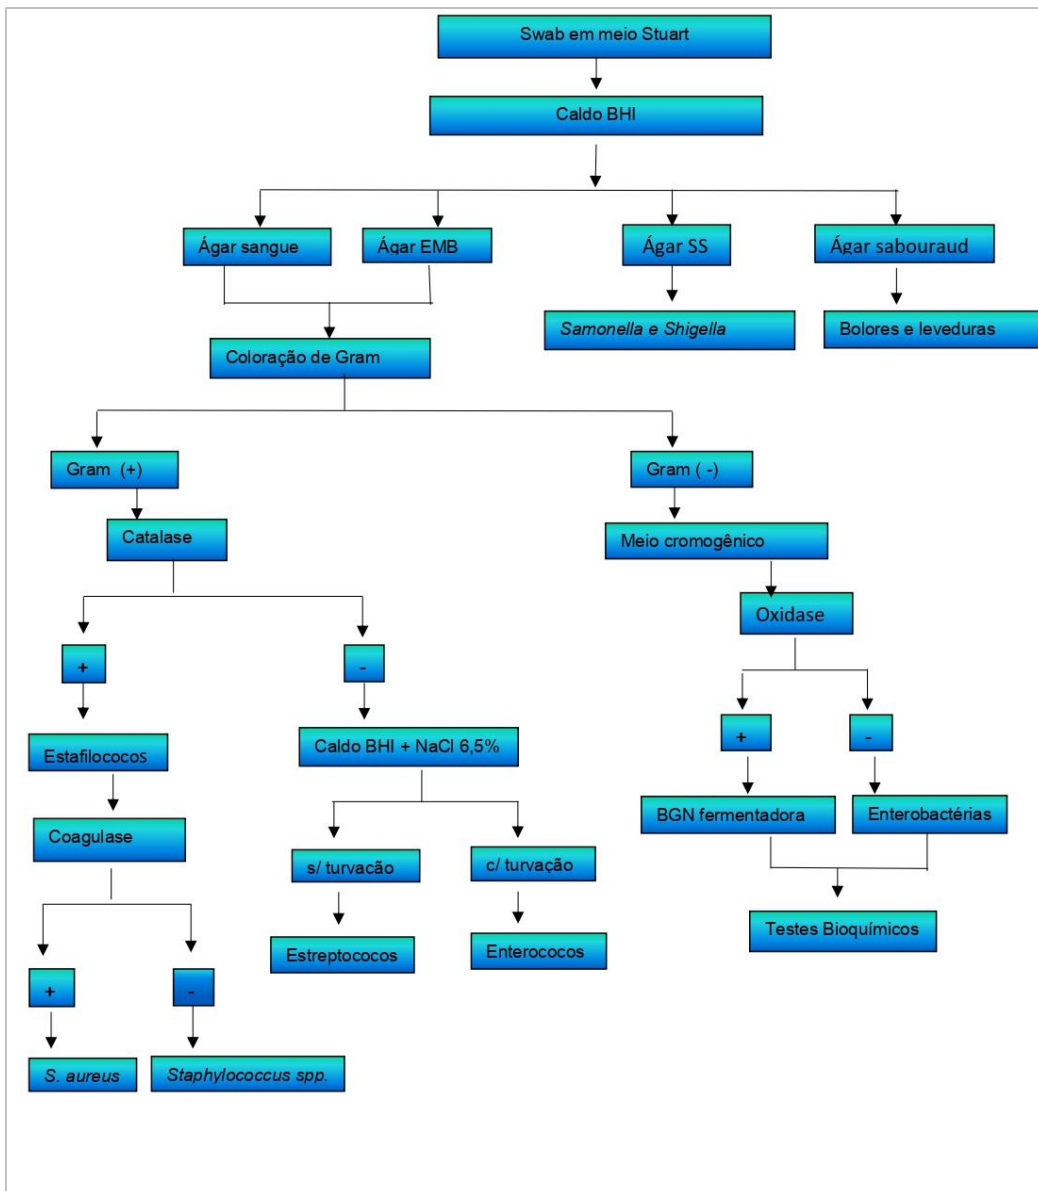 Swab em meio Stuart
Caldo BHI
Ágar sangue
Ágar EMB
Ágar SS
Ágar sabouraud
Samonella e Shigella
Bolores e leveduras
Coloração de Gram
Gram (+)
Gram ( -)
Catalase
Meio cromogênico
Oxidase
+
-
+
-
Estafilococos
Caldo BHI + NaCl 6,5%
BGN fermentadora
Enterobactérias
Coagulase
s/ turvacão
c/ turvação
Testes Bioquímicos
Estreptococos
Enterococos
+
-
S. aureus
Staphylococcus spp.